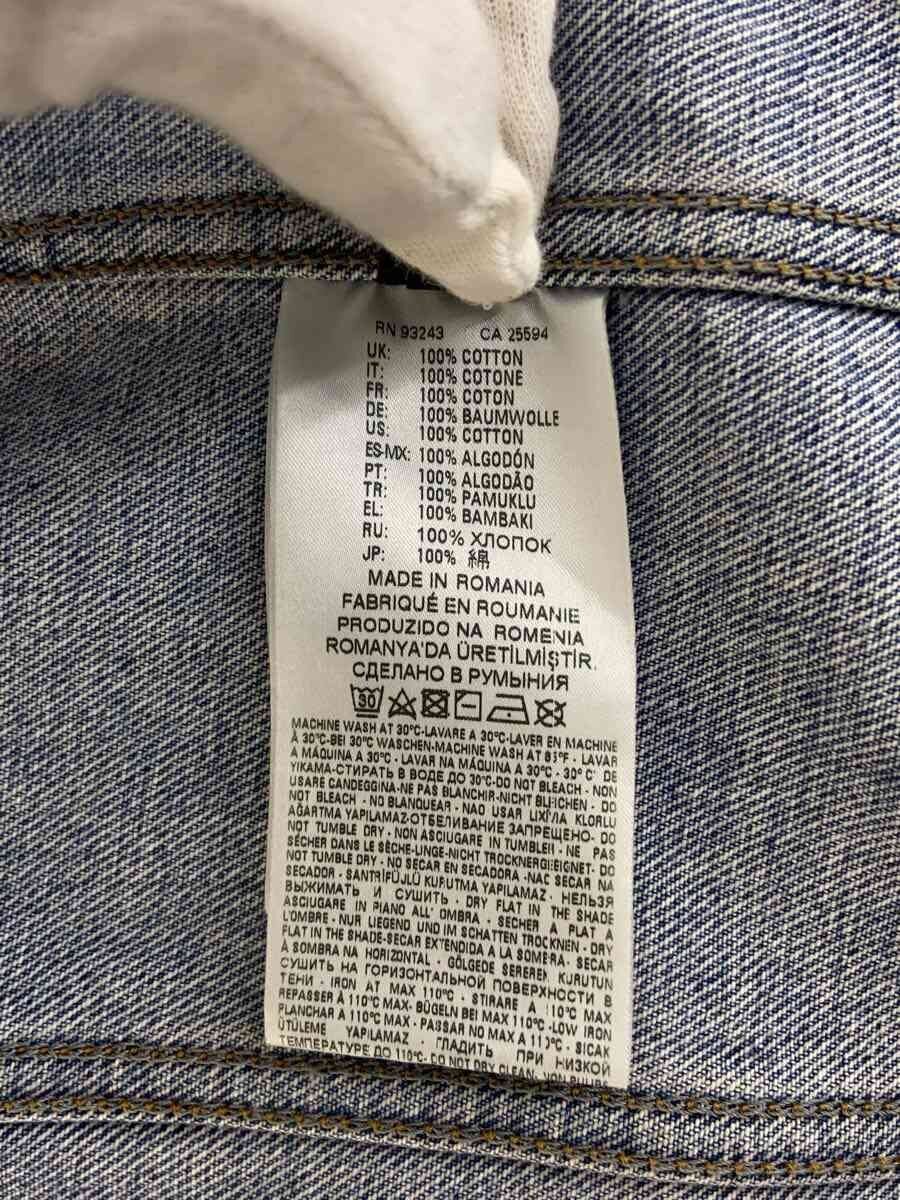 RN 93243 CA 25594
UK: 100% COTTON
IT: 100% COTONE
FR: 100% COTON
DE: 100% BAUMWOLLE
US: 100% COTTON
ES-MX: 100% ALGODÓN
PT: 100% ALGODÃO
TR: 100% PAMUKLU
EL: 100% BAMBAKI
RU: 100% ХЛОПОК
JP: 100% 綿
MADE IN ROMANIA
FABRIQUÉ EN ROUMANIE
PRODUZIDO NA ROMENIA
ROMANYA'DA ÜRETİLMİŞTİR
СДЕЛАНО В РУМЫНИЯ
30
MACHINE WASH AT 30°C-LAVARE A 30°C-LAVER EN MACHINE
À 30°C-BEI 30°C WASCHEN-MACHINE WASH AT 83°F - LAVAR
A MÁQUINA A 30°C - LAVAR NA MÁQUINA A 30°C - 30° C' DE
YIKAMA-СТИРАТЬ В ВОДЕ ДО 30°C-DO NOT BLEACH - NON
USARE CANDEGGINA-NE PAS BLANCHIR-NICHT BLEICHEN - DO
NOT BLEACH - NO BLANQUEAR - NAO USAR LIXÍVIA KLORLU
AĞARTMA YAPILAMAZ-ОТБЕЛИВАНИЕ ЗАПРЕЩЕНО- DO
NOT TUMBLE DRY - NON ASCIUGARE IN TUMBLER - NE PAS
SÉCHER DANS LE SÈCHE-LINGE-NICHT TROCKNERGEEIGNET- DO
NOT TUMBLE DRY - NO SECAR EN SECADORA -NAC SECAR NA
SECADOR - SANTRİFÜJLÜ KURUTMA YAPILAMAZ - НЕЛЬЗЯ
ВЫЖИМАТЬ И СУШИТЬ - DRY FLAT IN THE SHADE
ASCIUGARE IN PIANO ALL' OMBRA - SÉCHER A PLAT A
L'OMBRE - NUR LIEGEND UND IM SCHATTEN TROCKNEN - DRY
FLAT IN THE SHADE-SECAR EXTENDIDA A LA SOMERA- SECAR
À SOMBRA NA HORIZONTAL - GÖLGEDE SEREREK KURUTUN
СУШИТЬ НА ГОРИЗОНТАЛЬНОЙ ПОВЕРХНОСТИ В
ТЕНИ - IRON AT MAX 110°C - STIRARE A 110°C MAX
REPASSER À 110°C MAX- BÜGELN BEI MAX 110°C -LOW IRON
PLANCHAR A 110°C MAX - PASSAR NO MAX A 110°C - SICAK
ÜTÜLEME YAPILAMAZ - ГЛАДИТЬ ПРИ НИЗКОЙ
ТЕМПЕРАТУРЕ ДО 110°C- DO NOT DRY CLEAN-